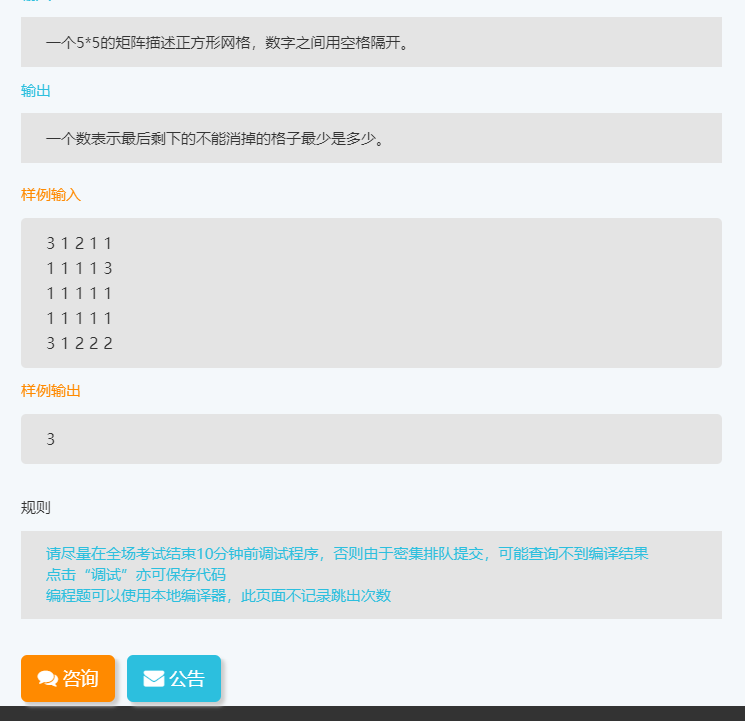 一个5*5的矩阵描述正方形网格，数字之间用空格隔开。
输出
一个数表示最后剩下的不能消掉的格子最少是多少。
样例输入
3 1 2 1 1
1 1 1 1 3
1 1 1 1 1
1 1 1 1 1
3 1 2 2 2
样例输出
3
规则
请尽量在全场考试结束10分钟前调试程序，否则由于密集排队提交，可能查询不到编译结果
点击“调试”亦可保存代码
编程题可以使用本地编译器，此页面不记录跳出次数
咨询 公告